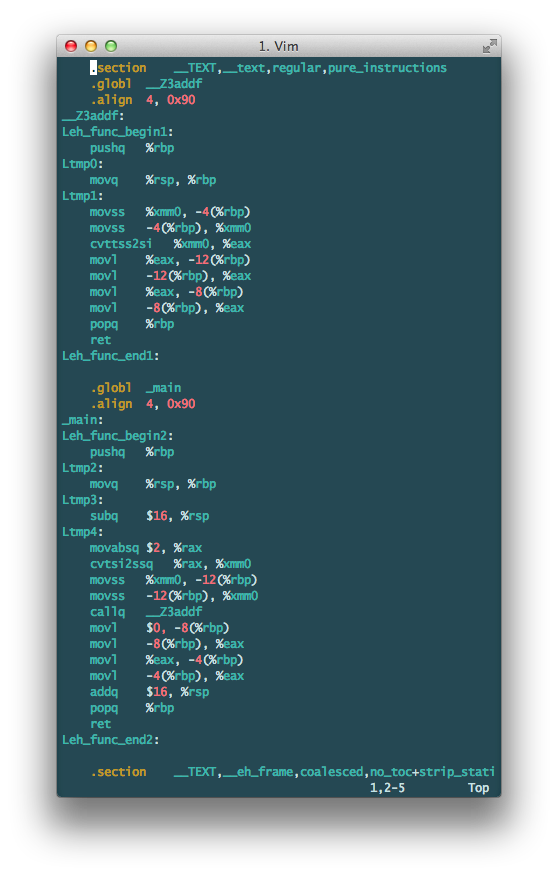 1. Vim
.section    __TEXT,__text,regular,pure_instructions
.globl  __Z3addf
.align  4, 0x90
__Z3addf:
Leh_func_begin1:
pushq   %rbp
Ltmp0:
movq    %rsp, %rbp
Ltmp1:
movss   %xmm0, -4(%rbp)
movss   -4(%rbp), %xmm0
cvttss2si   %xmm0, %eax
movl    %eax, -12(%rbp)
movl    -12(%rbp), %eax
movl    %eax, -8(%rbp)
movl    -8(%rbp), %eax
popq    %rbp
ret
Leh_func_end1:
.globl  _main
.align  4, 0x90
_main:
Leh_func_begin2:
pushq   %rbp
Ltmp2:
movq    %rsp, %rbp
Ltmp3:
subq    $16, %rsp
Ltmp4:
movabsq $2, %rax
cvtsi2ssq   %rax, %xmm0
movss   %xmm0, -12(%rbp)
movss   -12(%rbp), %xmm0
callq   __Z3addf
movl    $0, -8(%rbp)
movl    -8(%rbp), %eax
movl    %eax, -4(%rbp)
movl    -4(%rbp), %eax
addq    $16, %rsp
popq    %rbp
ret
Leh_func_end2:
.section    __TEXT,__eh_frame,coalesced,no_toc+strip_stati
1,2-5    Top